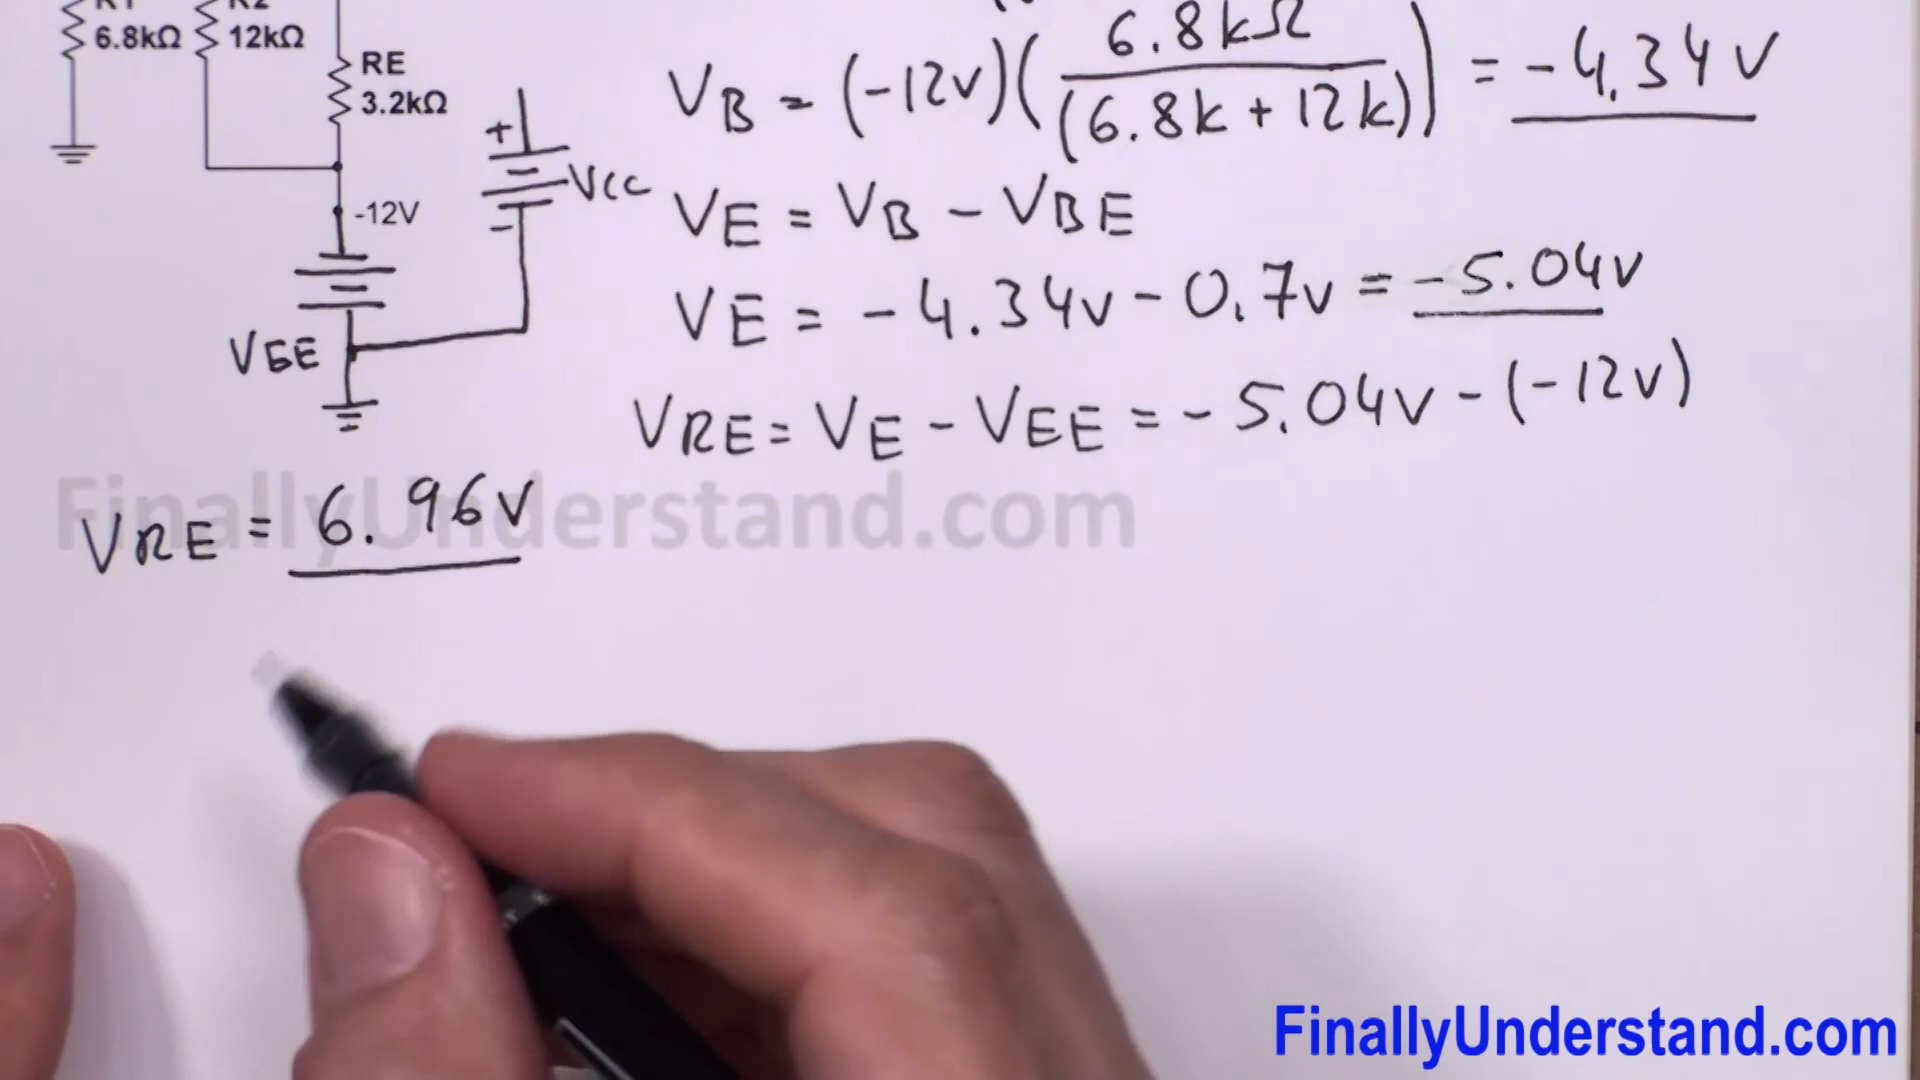 R1 R2
6.8kΩ 12kΩ
RE
3.2kΩ
-12V
+
VCC
-
VEE
6.8kΩ
VB = (-12V)(6.8kΩ/(6.8k + 12k)) = -4.34V
VE = VB - VBE
VE = -4.34V - 0.7V = -5.04V
VRE = VE - VEE = -5.04V - (-12V)
VRE = 6.96V
FinallyUnderstand.com
FinallyUnderstand.com